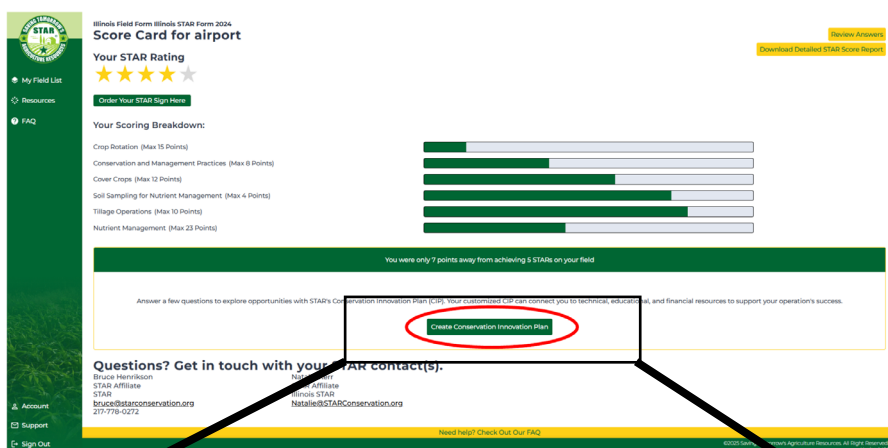 SAVING TOMORROW'S
STAR
AGRICULTURE RESOURCES
My Field List
Resources
FAQ
Account
Support
Sign Out
Illinois Field Form Illinois STAR Form 2024
Score Card for airport
Review Answers
Download Detailed STAR Score Report
Your STAR Rating
Order Your STAR Sign Here
Your Scoring Breakdown:
Crop Rotation (Max 15 Points)
Conservation and Management Practices (Max 8 Points)
Cover Crops (Max 12 Points)
Soil Sampling for Nutrient Management (Max 4 Points)
Tillage Operations (Max 10 Points)
Nutrient Management (Max 23 Points)
You were only 7 points away from achieving 5 STARs on your field
Answer a few questions to explore opportunities with STAR's Conservation Innovation Plan (CIP). Your customized CIP can connect you to technical, educational, and financial resources to support your operation's success.
Create Conservation Innovation Plan
Questions? Get in touch with your STAR contact(s).
Bruce Henrikson
STAR Affiliate
STAR
bruce@starconservation.org
217-778-0272
Affiliate
Illinois STAR
Natalie@STARConservation.org
Need help? Check Out Our FAQ
©2025 Saving Tomorrow's Agriculture Resources, All Right Reserved